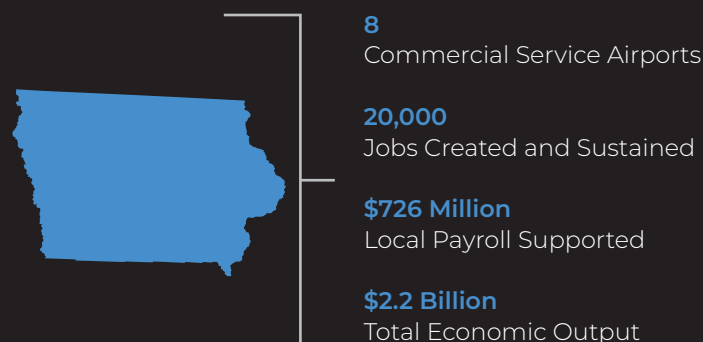 8
Commercial Service Airports
20,000
Jobs Created and Sustained
$726 Million
Local Payroll Supported
$2.2 Billion
Total Economic Output